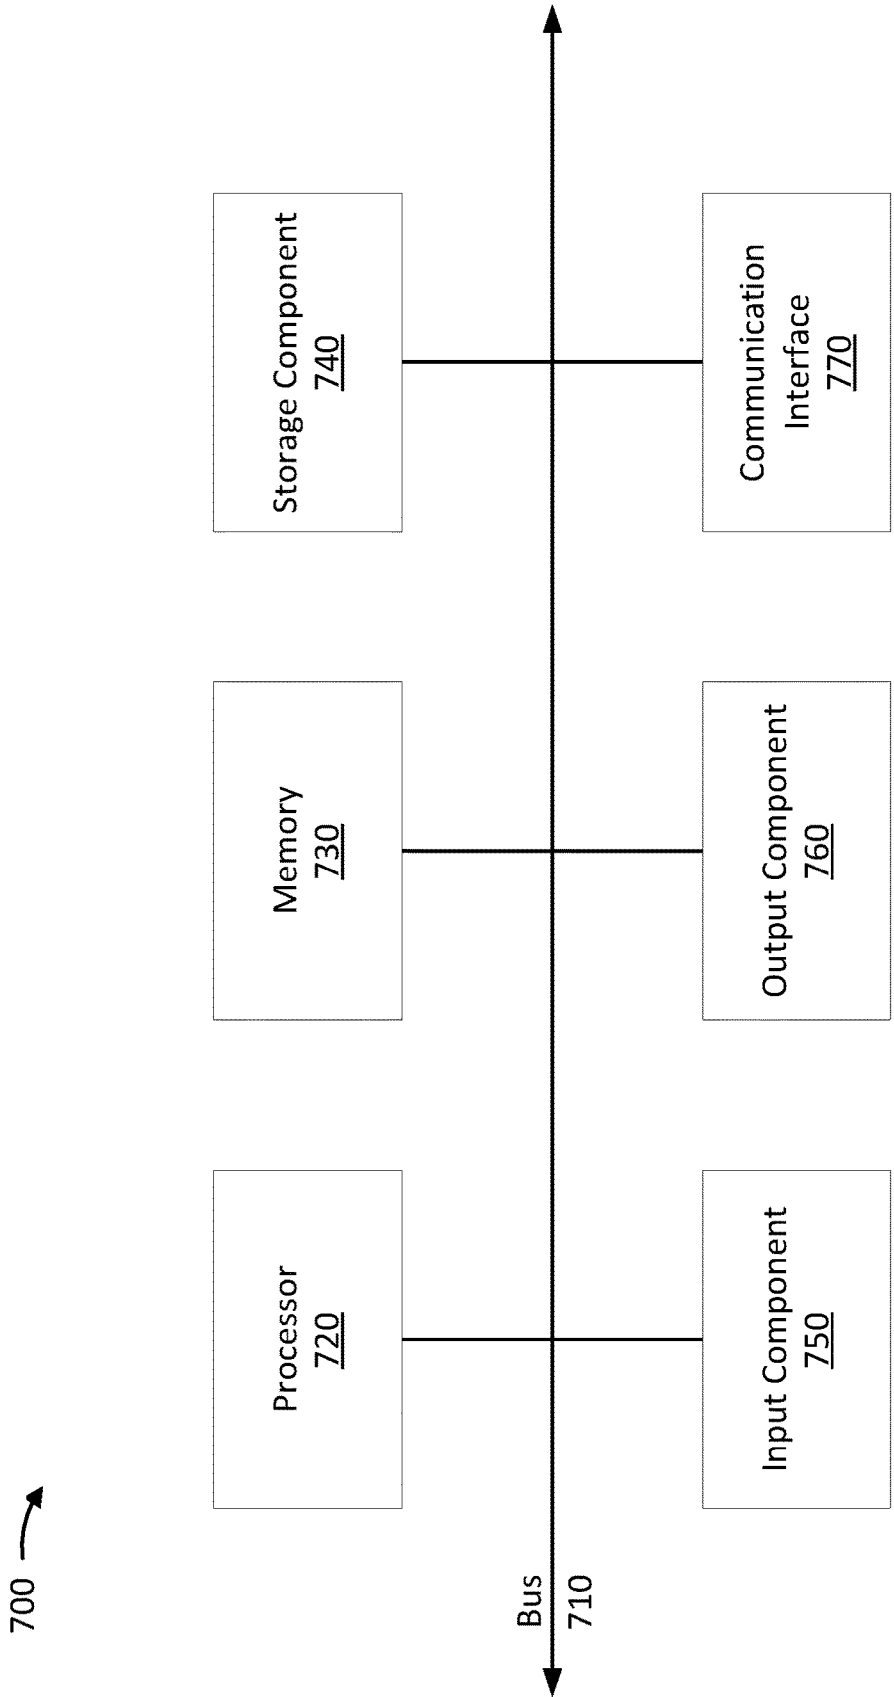 700
Processor
720
Memory
730
Storage Component
740
Bus
710
Input Component
750
Output Component
760
Communication
Interface
770